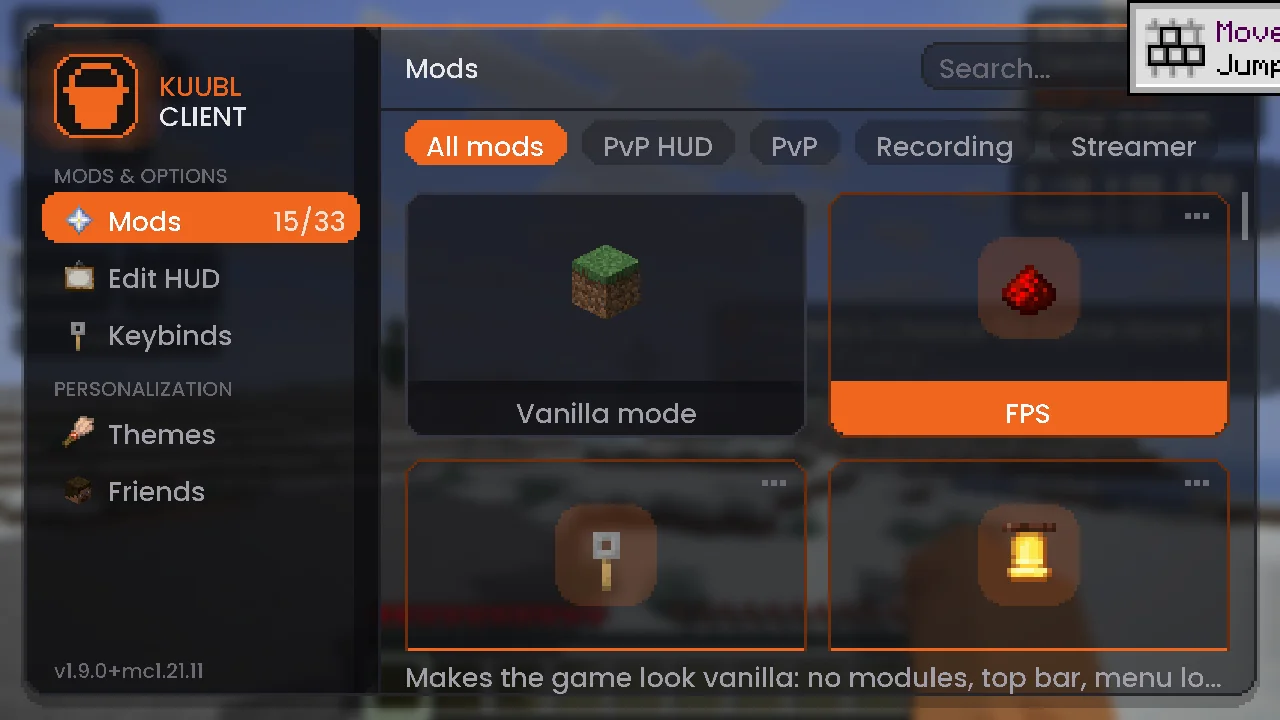 KUUBL
CLIENT
MODS & OPTIONS
Mods 15/33
Edit HUD
Keybinds
PERSONALIZATION
Themes
Friends
v1.9.0+mc1.21.11
Mods
Search...
All mods PvP HUD PvP Recording Streamer
Vanilla mode
FPS
Makes the game look vanilla: no modules, top bar, menu lo...
Move
Jump